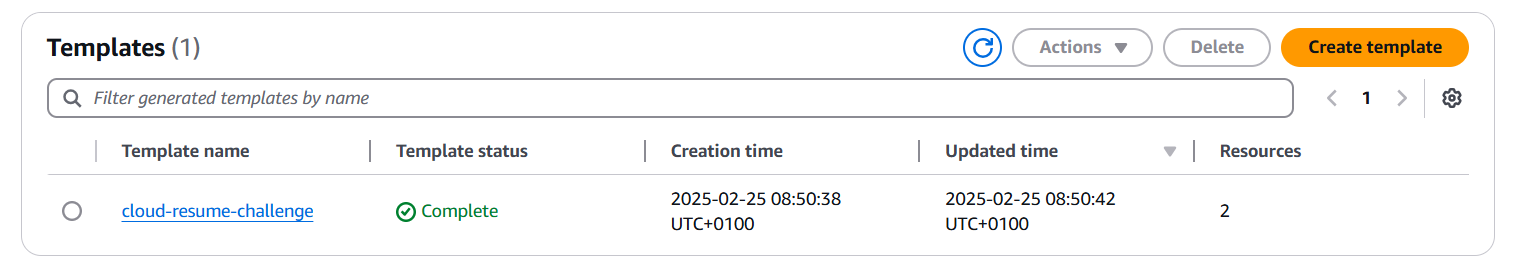 Templates (1)
Actions
Delete
Create template
Filter generated templates by name
1
Template name
Template status
Creation time
Updated time
Resources
cloud-resume-challenge
Complete
2025-02-25 08:50:38
UTC+0100
2025-02-25 08:50:42
UTC+0100
2